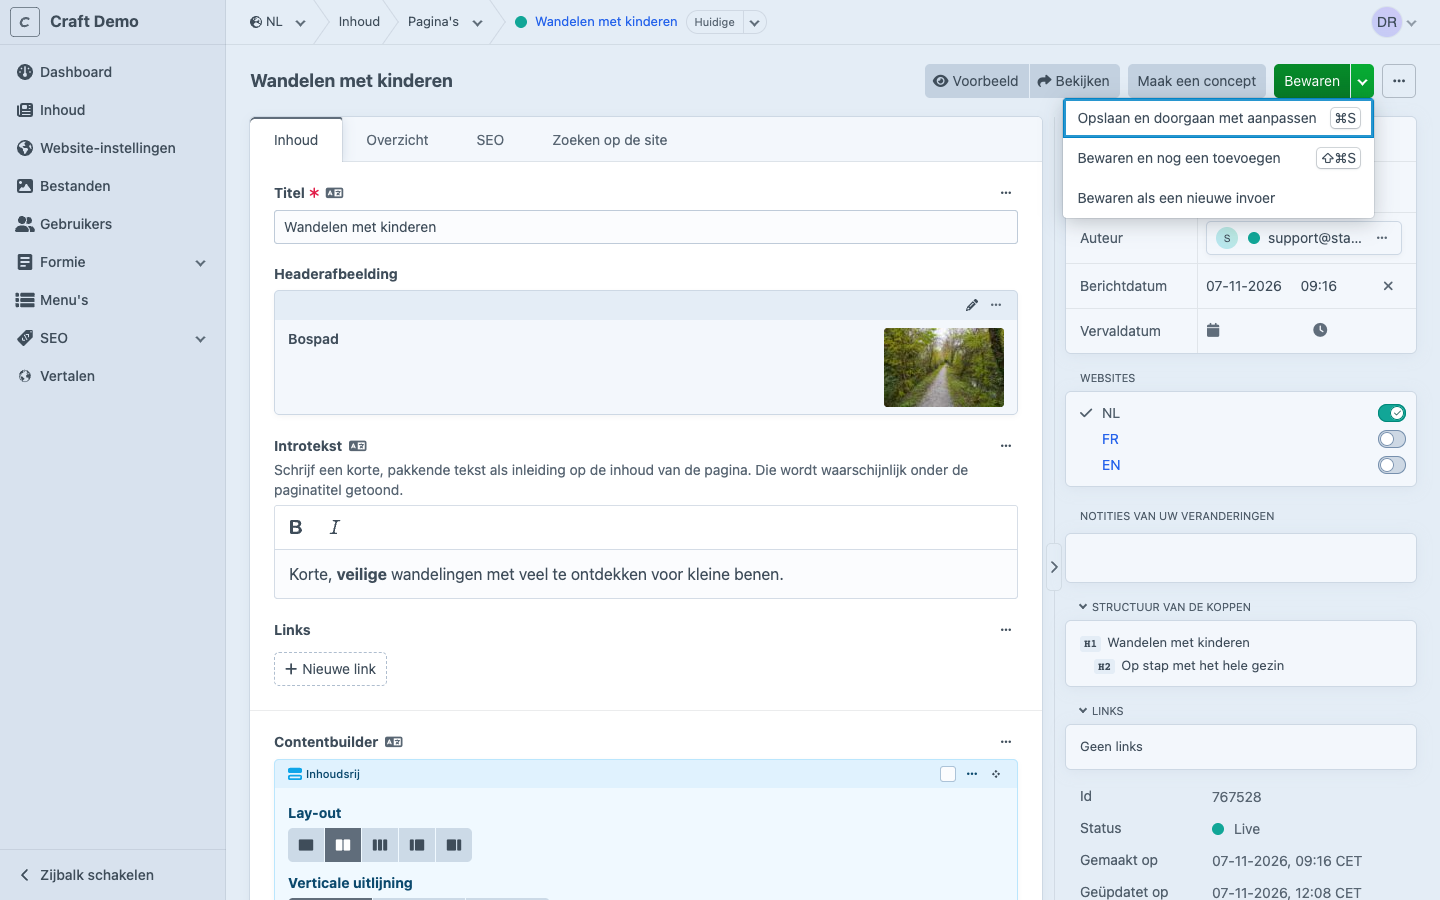 C Craft Demo
NL
Inhoud
Pagina's
Wandelen met kinderen
Huidige
DR
Dashboard
Inhoud
Website-instellingen
Bestanden
Gebruikers
Formie
Menu's
SEO
Vertalen
Zijbalk schakelen
Wandelen met kinderen
Voorbeeld
Bekijken
Maak een concept
Bewaren
Opslaan en doorgaan met aanpassen ⌘S
Bewaren en nog een toevoegen ⇧⌘S
Bewaren als een nieuwe invoer
Inhoud
Overzicht
SEO
Zoeken op de site
Titel *
Wandelen met kinderen
Headerafbeelding
Bospad
Introtekst
Schrijf een korte, pakkende tekst als inleiding op de inhoud van de pagina. Die wordt waarschijnlijk onder de
paginatitel getoond.
B I
Korte, veilige wandelingen met veel te ontdekken voor kleine benen.
Links
+ Nieuwe link
Contentbuilder
Inhoudsrij
Lay-out
Verticale uitlijning
Auteur
S support@sta...
Berichtdatum
07-11-2026 09:16
Vervaldatum
WEBSITES
NL
FR
EN
NOTITIES VAN UW VERANDERINGEN
STRUCTUUR VAN DE KOPPEN
H1 Wandelen met kinderen
H2 Op stap met het hele gezin
LINKS
Geen links
Id 767528
Status Live
Gemaakt op 07-11-2026, 09:16 CET
Geüpdatet op 07-11-2026, 12:08 CET